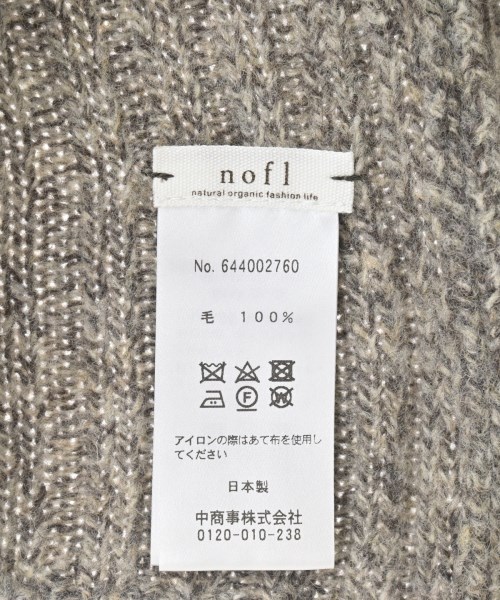 nofl
natural organic fashion life
No. 644002760
毛 100%
F W
アイロンの際はあて布を使用し
てください
日本製
中商事株式会社
0120-010-238